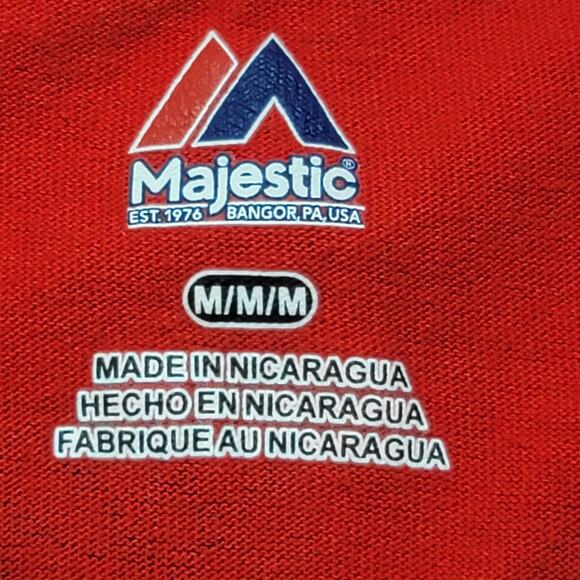 Majestic®
EST. 1976 BANGOR, PA, USA
M/M/M
MADE IN NICARAGUA
HECHO EN NICARAGUA
FABRIQUE AU NICARAGUA